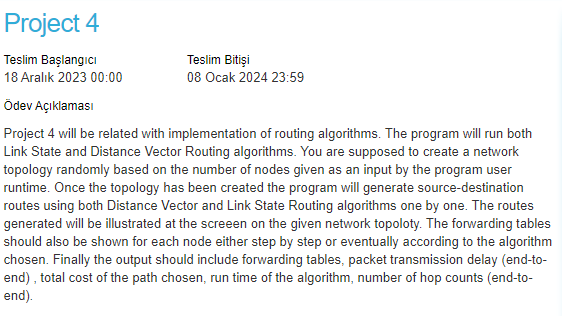 Project 4
Teslim Başlangıcı Teslim Bitişi
18 Aralık 2023 00:00 08 Ocak 2024 23:59
Ödev Açıklaması
Project 4 will be related with implementation of routing algorithms. The program will run both
Link State and Distance Vector Routing algorithms. You are supposed to create a network
topology randomly based on the number of nodes given as an input by the program user
runtime. Once the topology has been created the program will generate source-destination
routes using both Distance Vector and Link State Routing algorithms one by one. The routes
generated will be illustrated at the screeen on the given network topoloty. The forwarding tables
should also be shown for each node either step by step or eventually according to the algorithm
chosen. Finally the output should include forwarding tables, packet transmission delay (end-to-
end) , total cost of the path chosen, run time of the algorithm, number of hop counts (end-to-
end).